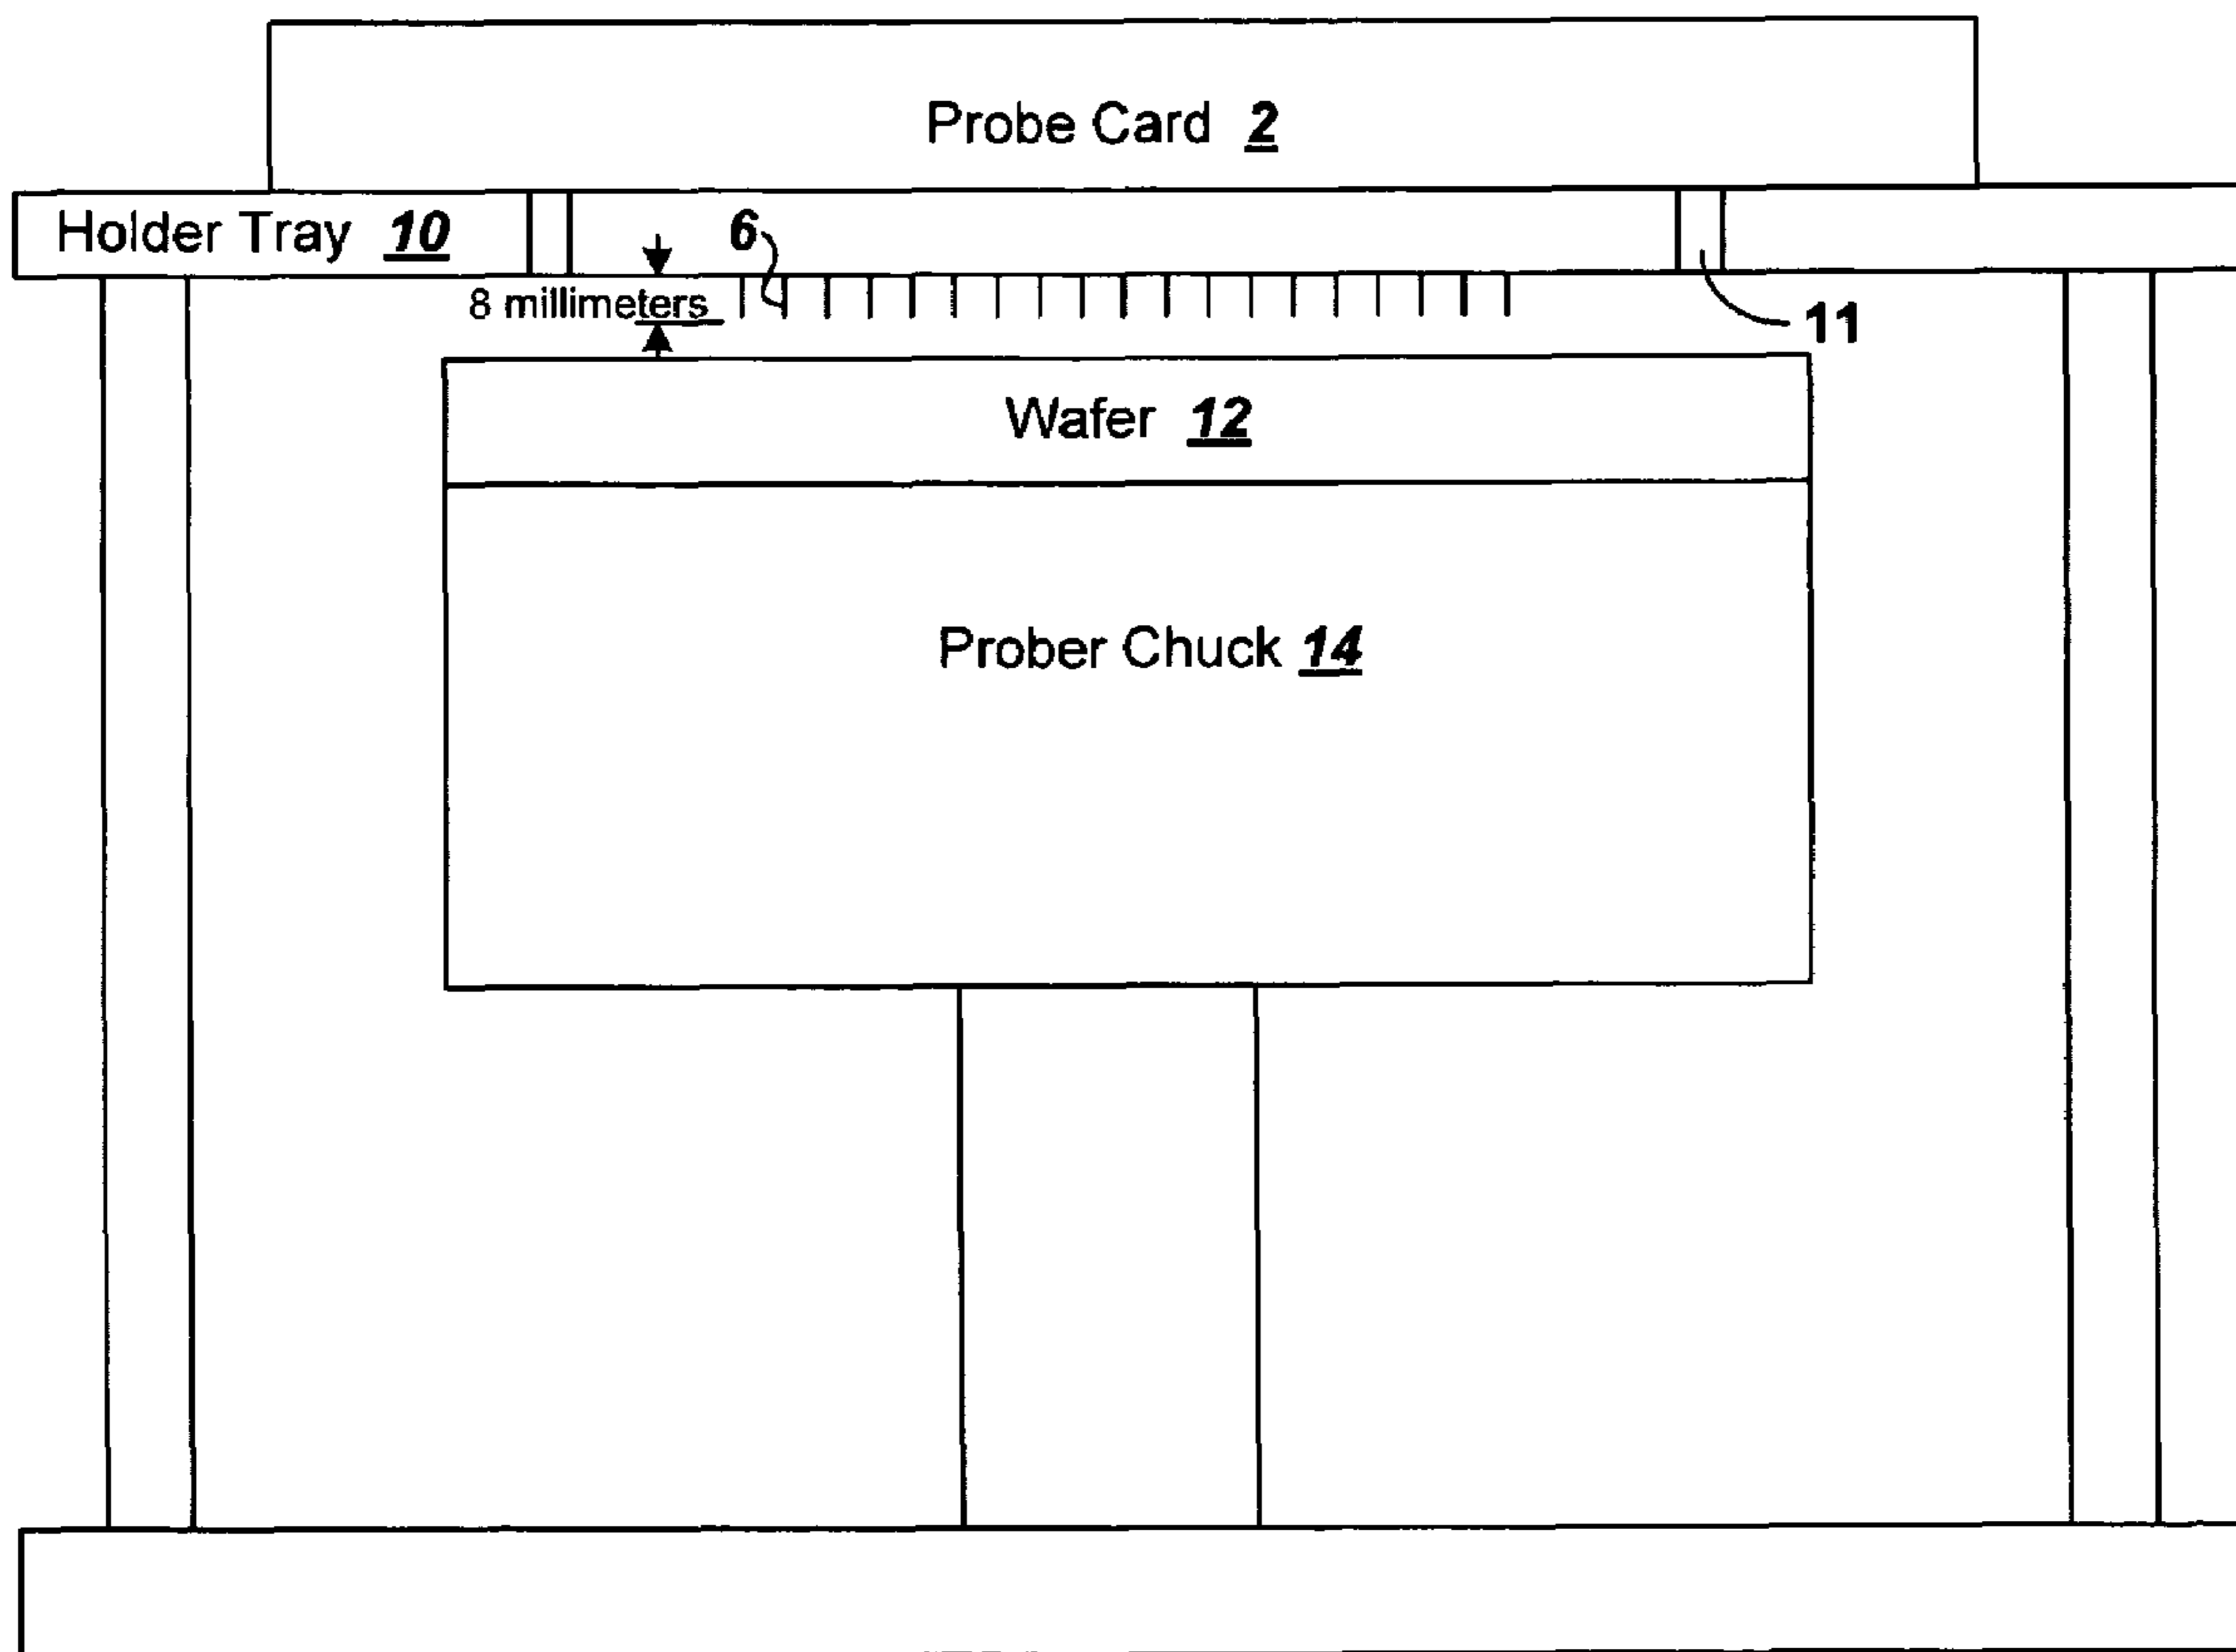 Probe Card 2
Holder Tray 10
6
8 millimeters
11
Wafer 12
Prober Chuck 14